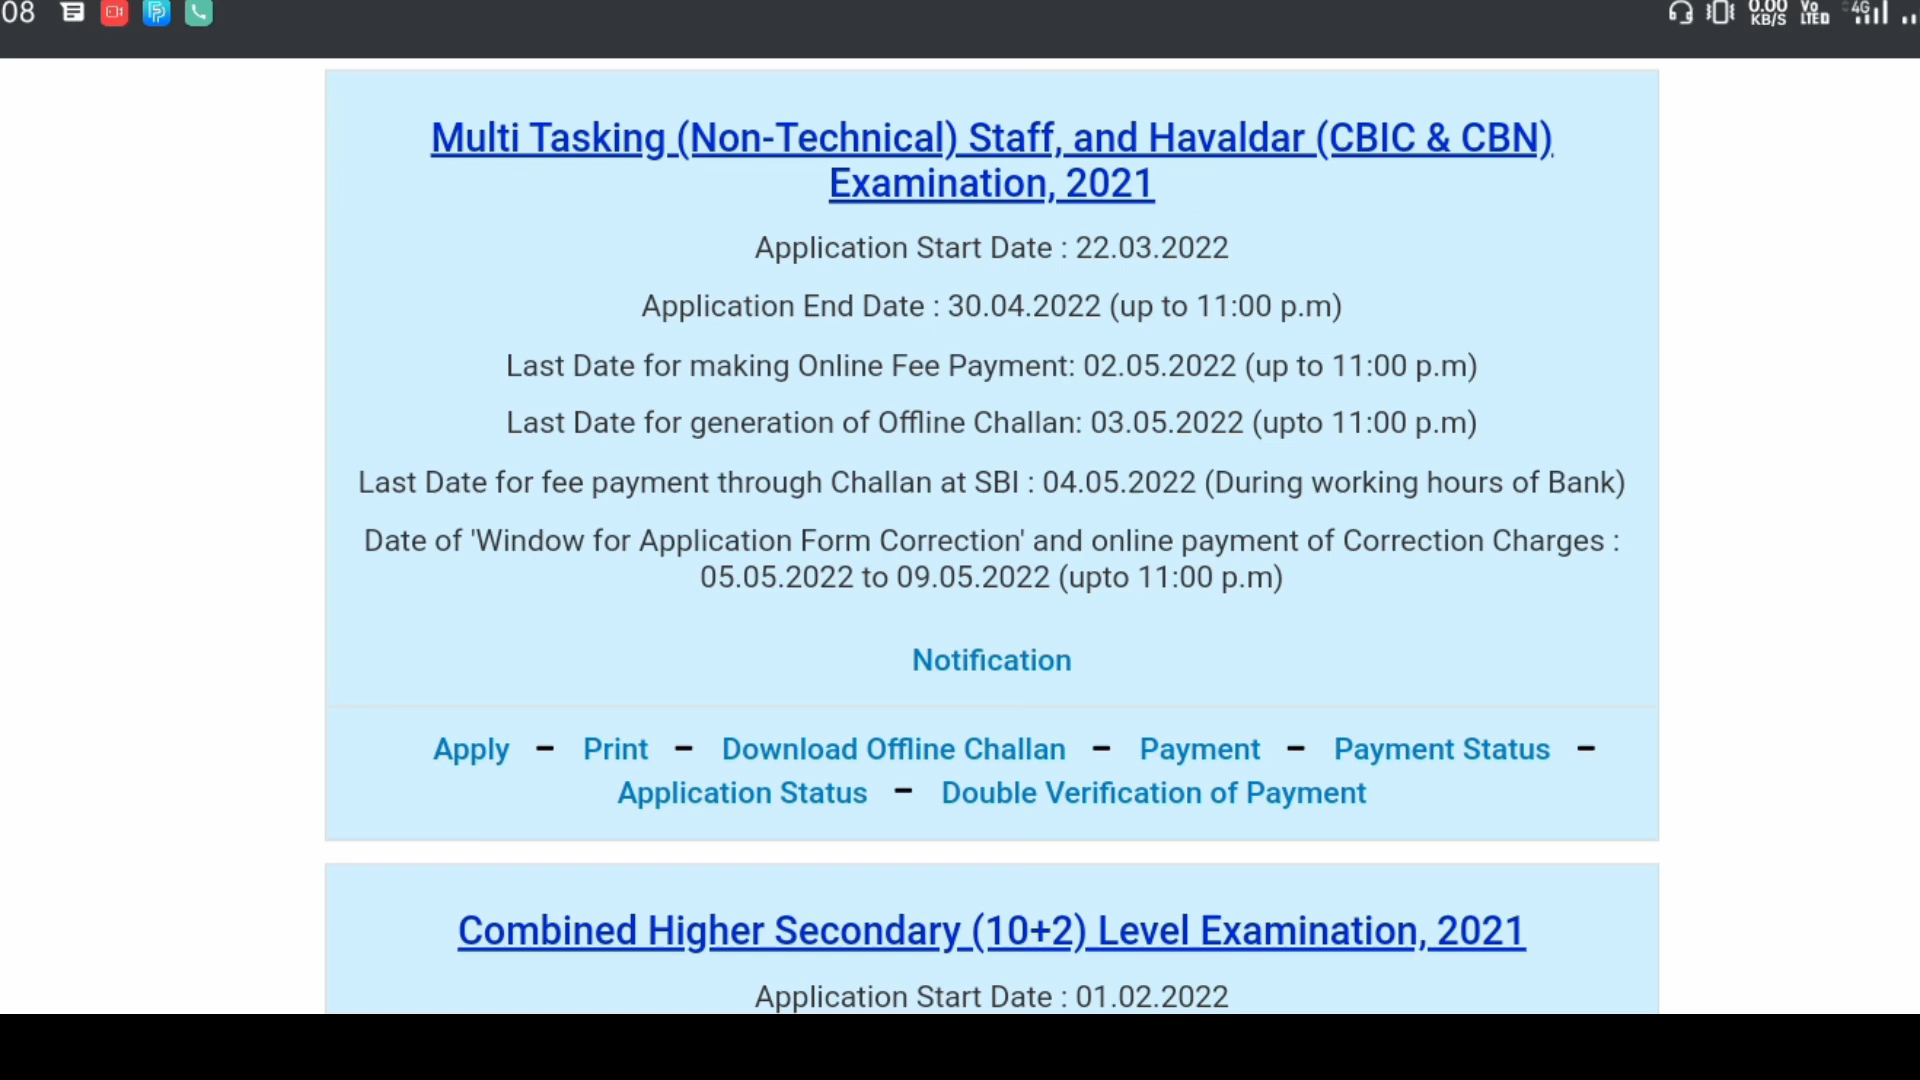 08 0.00 KB/S Vo LTED 4G
Multi Tasking (Non-Technical) Staff, and Havaldar (CBIC & CBN)
Examination, 2021
Application Start Date : 22.03.2022
Application End Date : 30.04.2022 (up to 11:00 p.m)
Last Date for making Online Fee Payment: 02.05.2022 (up to 11:00 p.m)
Last Date for generation of Offline Challan: 03.05.2022 (upto 11:00 p.m)
Last Date for fee payment through Challan at SBI : 04.05.2022 (During working hours of Bank)
Date of 'Window for Application Form Correction' and online payment of Correction Charges :
05.05.2022 to 09.05.2022 (upto 11:00 p.m)
Notification
Apply – Print – Download Offline Challan – Payment – Payment Status –
Application Status – Double Verification of Payment
Combined Higher Secondary (10+2) Level Examination, 2021
Application Start Date : 01.02.2022